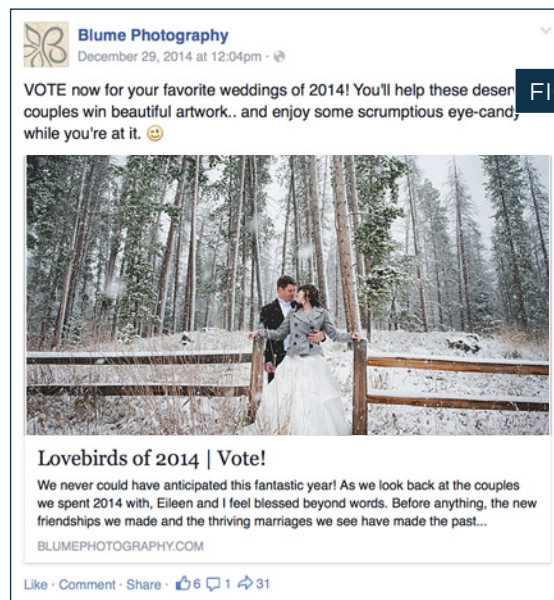 Blume Photography
December 29, 2014 at 12:04pm ·
VOTE now for your favorite weddings of 2014! You'll help these
couples win beautiful artwork.. and enjoy some scrumptious eye-candy
while you're at it.
Lovebirds of 2014 | Vote!
We never could have anticipated this fantastic year! As we look back at the couples
we spent 2014 with, Eileen and I feel blessed beyond words. Before anything, the new
friendships we made and the thriving marriages we see have made the past...
BLUMEPHOTOGRAPHY.COM
Like · Comment · Share · 6 1 31